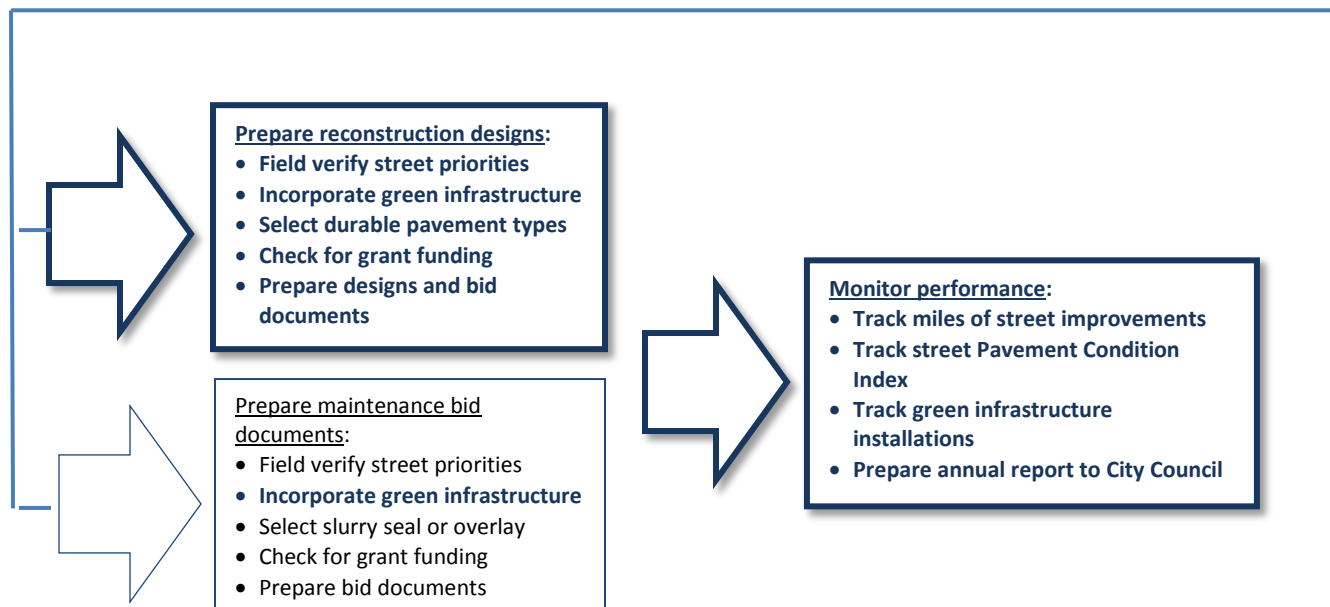 Prepare reconstruction designs:
• Field verify street priorities
• Incorporate green infrastructure
• Select durable pavement types
• Check for grant funding
• Prepare designs and bid
documents
Prepare maintenance bid
documents:
• Field verify street priorities
• Incorporate green infrastructure
• Select slurry seal or overlay
• Check for grant funding
• Prepare bid documents
Monitor performance:
• Track miles of street improvements
• Track street Pavement Condition
Index
• Track green infrastructure
installations
• Prepare annual report to City Council